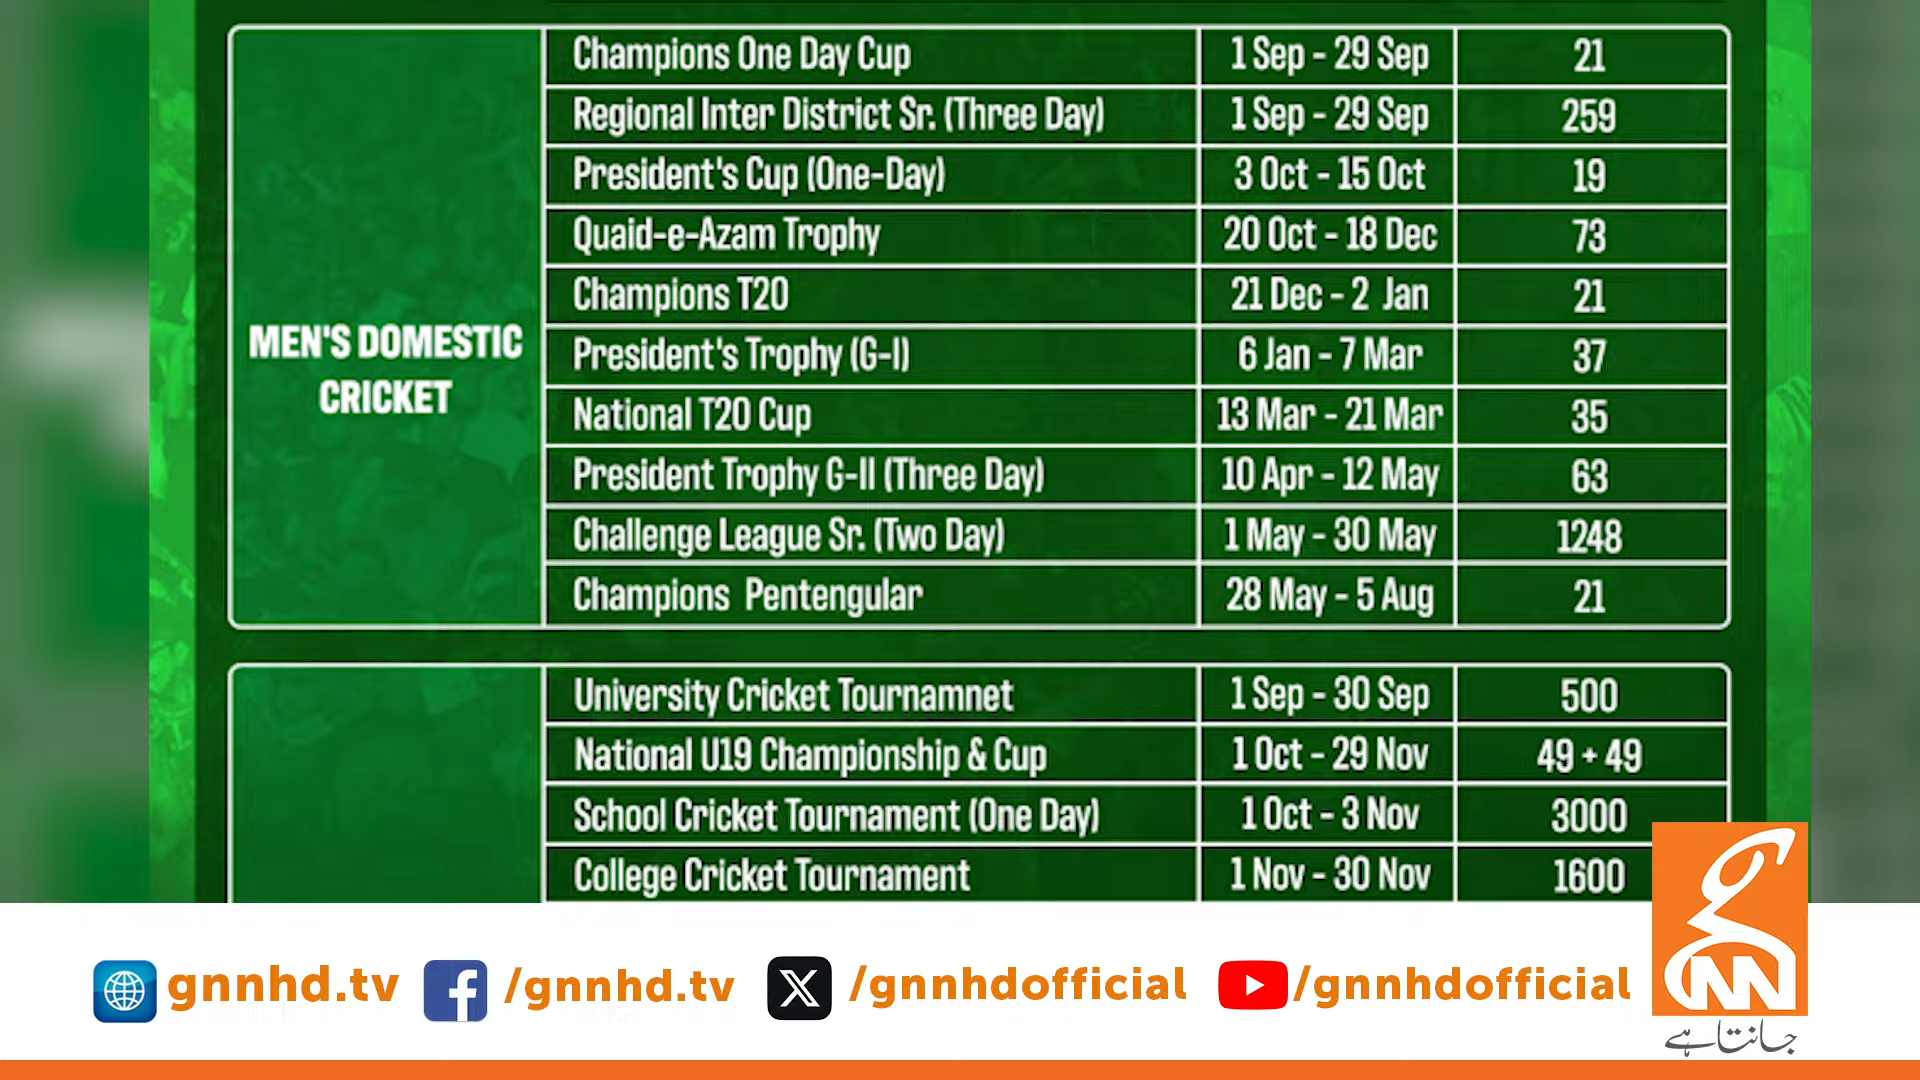 Champions One Day Cup 1 Sep - 29 Sep 21
Regional Inter District Sr. (Three Day) 1 Sep - 29 Sep 259
President's Cup (One-Day) 3 Oct - 15 Oct 19
Quaid-e-Azam Trophy 20 Oct - 18 Dec 73
Champions T20 21 Dec - 2 Jan 21
MEN'S DOMESTIC
CRICKET
President's Trophy (G-I) 6 Jan - 7 Mar 37
National T20 Cup 13 Mar - 21 Mar 35
President Trophy G-II (Three Day) 10 Apr - 12 May 63
Challenge League Sr. (Two Day) 1 May - 30 May 1248
Champions Pentengular 28 May - 5 Aug 21
University Cricket Tournamnet 1 Sep - 30 Sep 500
National U19 Championship & Cup 1 Oct - 29 Nov 49 + 49
School Cricket Tournament (One Day) 1 Oct - 3 Nov 3000
College Cricket Tournament 1 Nov - 30 Nov 1600
gnnhd.tv /gnnhd.tv /gnnhdofficial /gnnhdofficial
GNN
جانتا ہے